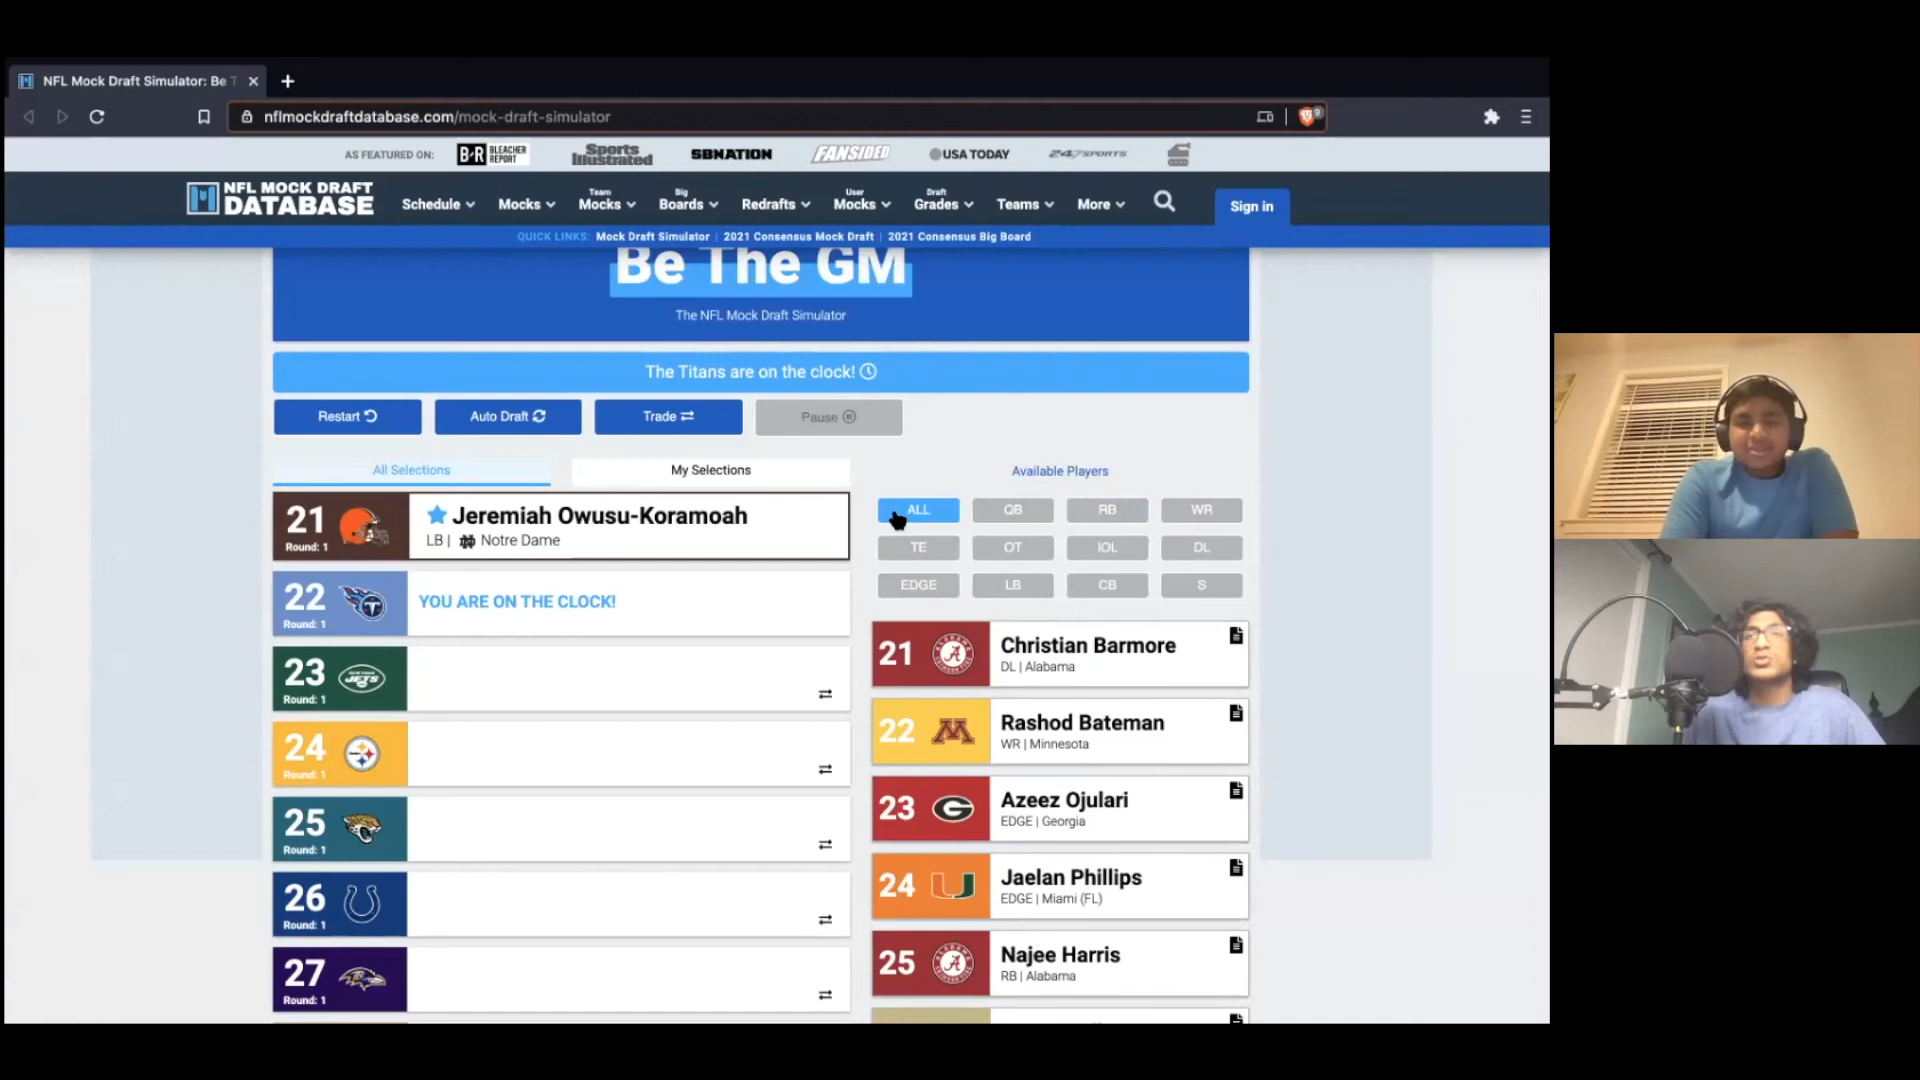 NFL Mock Draft Simulator: Be T
nflmockdraftdatabase.com/mock-draft-simulator
9
AS FEATURED ON:
B/R BLEACHER REPORT
Sports Illustrated
SBNATION
FANSIDED
USA TODAY
247SPORTS
NFL MOCK DRAFT
DATABASE
Schedule
Mocks
Team Mocks
Big Boards
Redrafts
User Mocks
Draft Grades
Teams
More
Sign in
QUICK LINKS: Mock Draft Simulator | 2021 Consensus Mock Draft | 2021 Consensus Big Board
Be The GM
The NFL Mock Draft Simulator
The Titans are on the clock!
Restart
Auto Draft
Trade
Pause
All Selections
My Selections
21
Round: 1
Jeremiah Owusu-Koramoah
LB | Notre Dame
22
Round: 1
YOU ARE ON THE CLOCK!
23
Round: 1
JETS
24
Round: 1
25
Round: 1
26
Round: 1
27
Round: 1
Available Players
ALL
QB
RB
WR
TE
OT
IOL
DL
EDGE
LB
CB
S
21
Christian Barmore
DL | Alabama
22
Rashod Bateman
WR | Minnesota
23
Azeez Ojulari
EDGE | Georgia
24
Jaelan Phillips
EDGE | Miami (FL)
25
Najee Harris
RB | Alabama